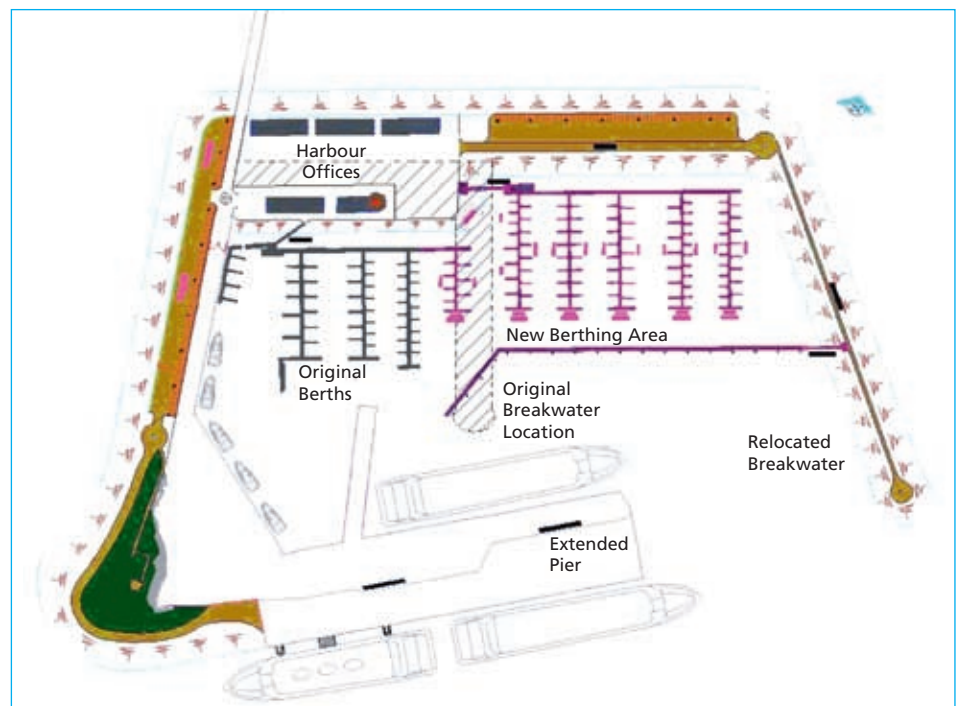 Harbour
Offices
New Berthing Area
Original
Berths
Original
Breakwater
Location
Relocated
Breakwater
Extended
Pier